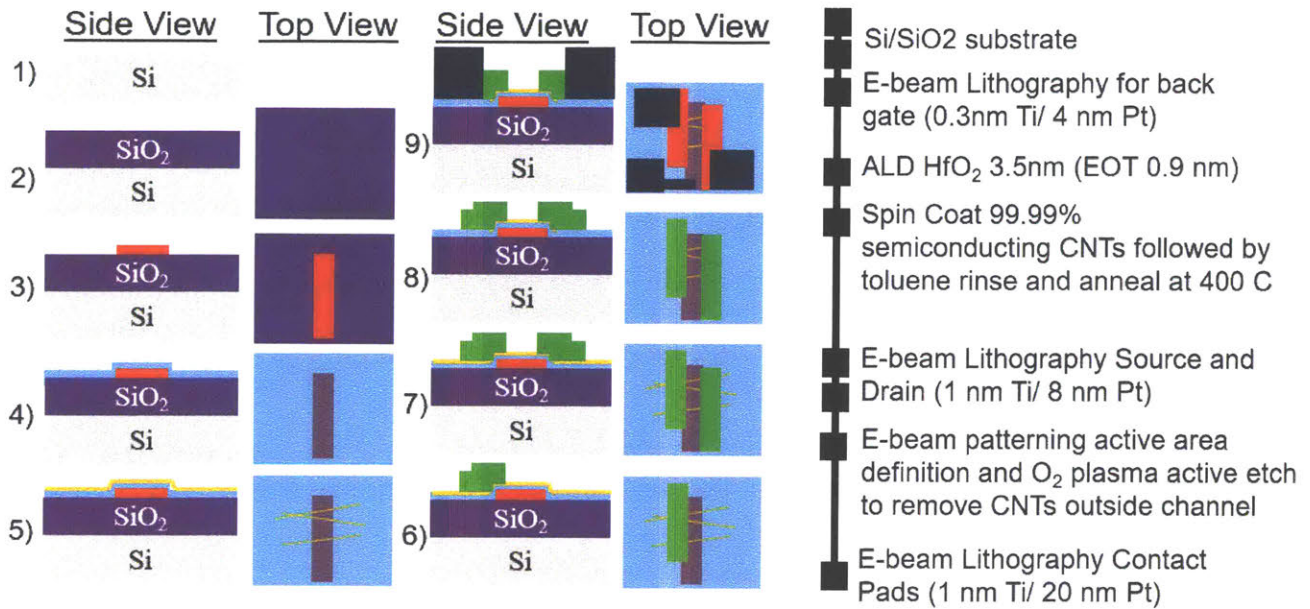 Side View
Top View
1)
Si
2)
SiO₂
Si
3)
SiO₂
Si
4)
SiO₂
Si
5)
SiO₂
Si
Side View
Top View
9)
SiO₂
Si
8)
SiO₂
Si
7)
SiO₂
Si
6)
SiO₂
Si
Si/SiO2 substrate
E-beam Lithography for back
gate (0.3nm Ti/ 4 nm Pt)
ALD HfO₂ 3.5nm (EOT 0.9 nm)
Spin Coat 99.99%
semiconducting CNTs followed by
toluene rinse and anneal at 400 C
E-beam Lithography Source and
Drain (1 nm Ti/ 8 nm Pt)
E-beam patterning active area
definition and O₂ plasma active etch
to remove CNTs outside channel
E-beam Lithography Contact
Pads (1 nm Ti/ 20 nm Pt)